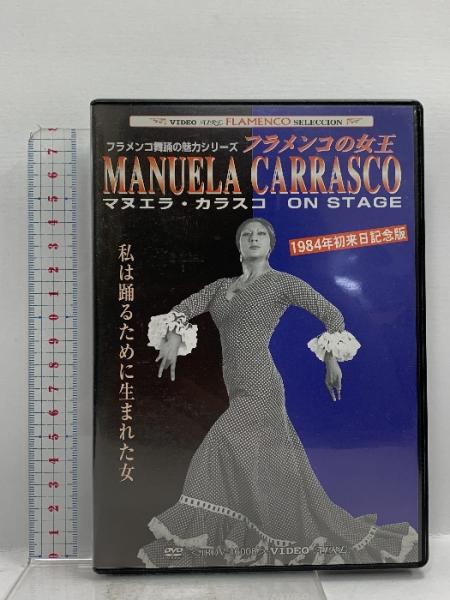 VIDEO AIRE FLAMENCO SELECCION
フラメンコ舞踊の魅力シリーズ フラメンコの女王
MANUELA CARRASCO
マヌエラ・カラスコ ON STAGE
1984年初来日記念版
私は踊るために生まれた女
DVD
VIDEO AIRE